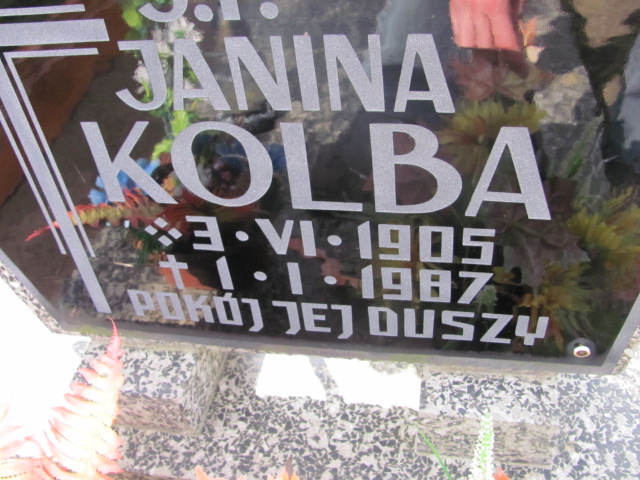 Ś.P.
JANINA
KOLBA
* 3·VI·1905
✝ 1·I·1987
POKÓJ JEJ DUSZY